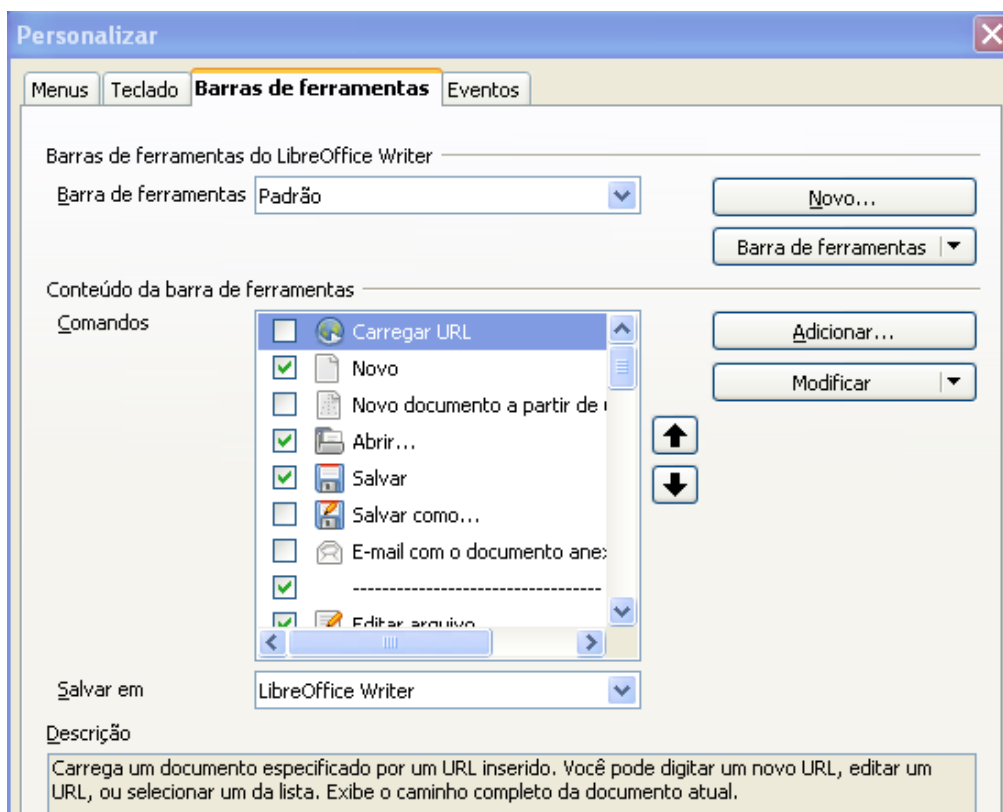 Personalizar
Menus Teclado Barras de ferramentas Eventos
Barras de ferramentas do LibreOffice Writer
Barra de ferramentas Padrão Novo...
Barra de ferramentas
Conteúdo da barra de ferramentas
Comandos Carregar URL Adicionar...
Novo
Modificar
Novo documento a partir de
Abrir...
Salvar
Salvar como...
E-mail com o documento
---------------------------------
Editar arquivo
Salvar em LibreOffice Writer
Descrição
Carrega um documento especificado por um URL inserido. Você pode digitar um novo URL, editar um
URL, ou selecionar um da lista. Exibe o caminho completo da documento atual.